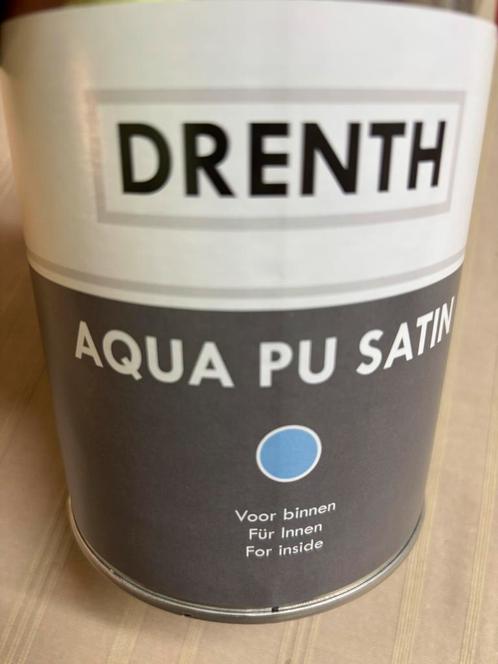 DRENTH
AQUA PU SATIN
Voor binnen
Für Innen
For inside